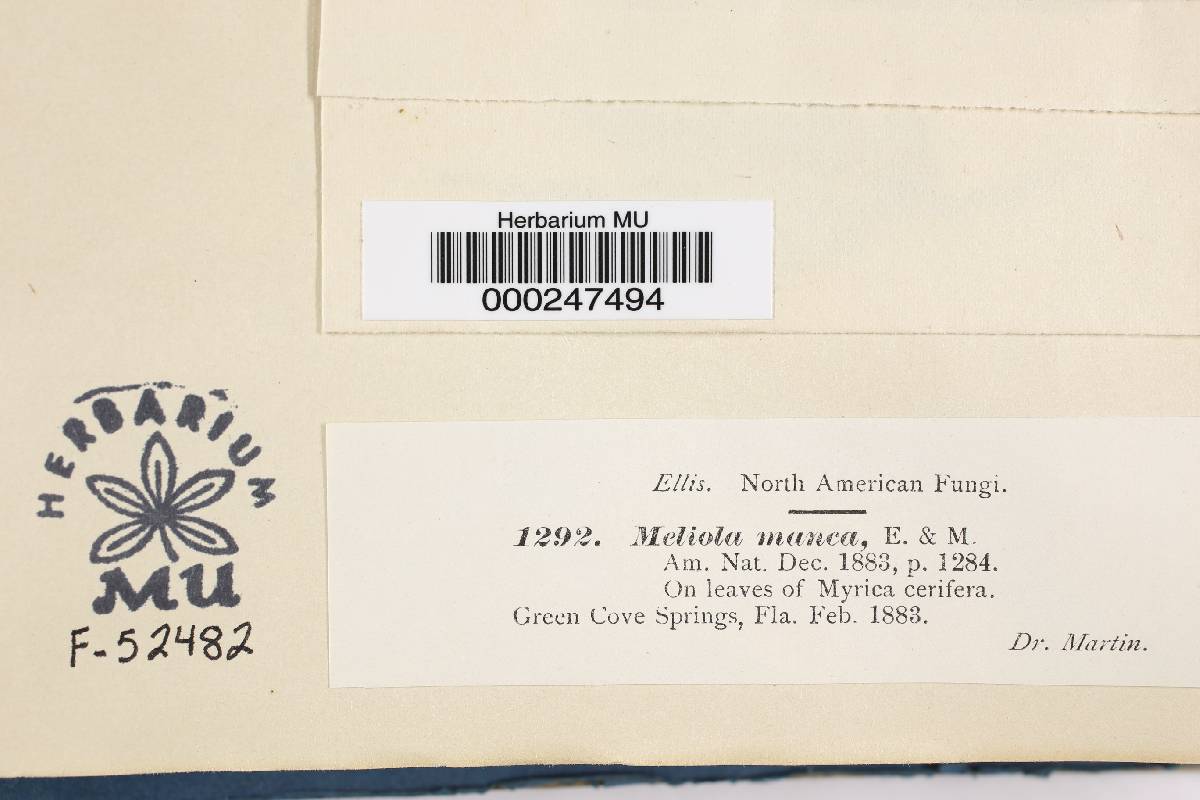 Herbarium MU
000247494
HERBARIUM
MU
F-52482
Ellis. North American Fungi.
1292. Meliola manca, E. & M.
Am. Nat. Dec. 1883, p. 1284.
On leaves of Myrica cerifera.
Green Cove Springs, Fla. Feb. 1883.
Dr. Martin.